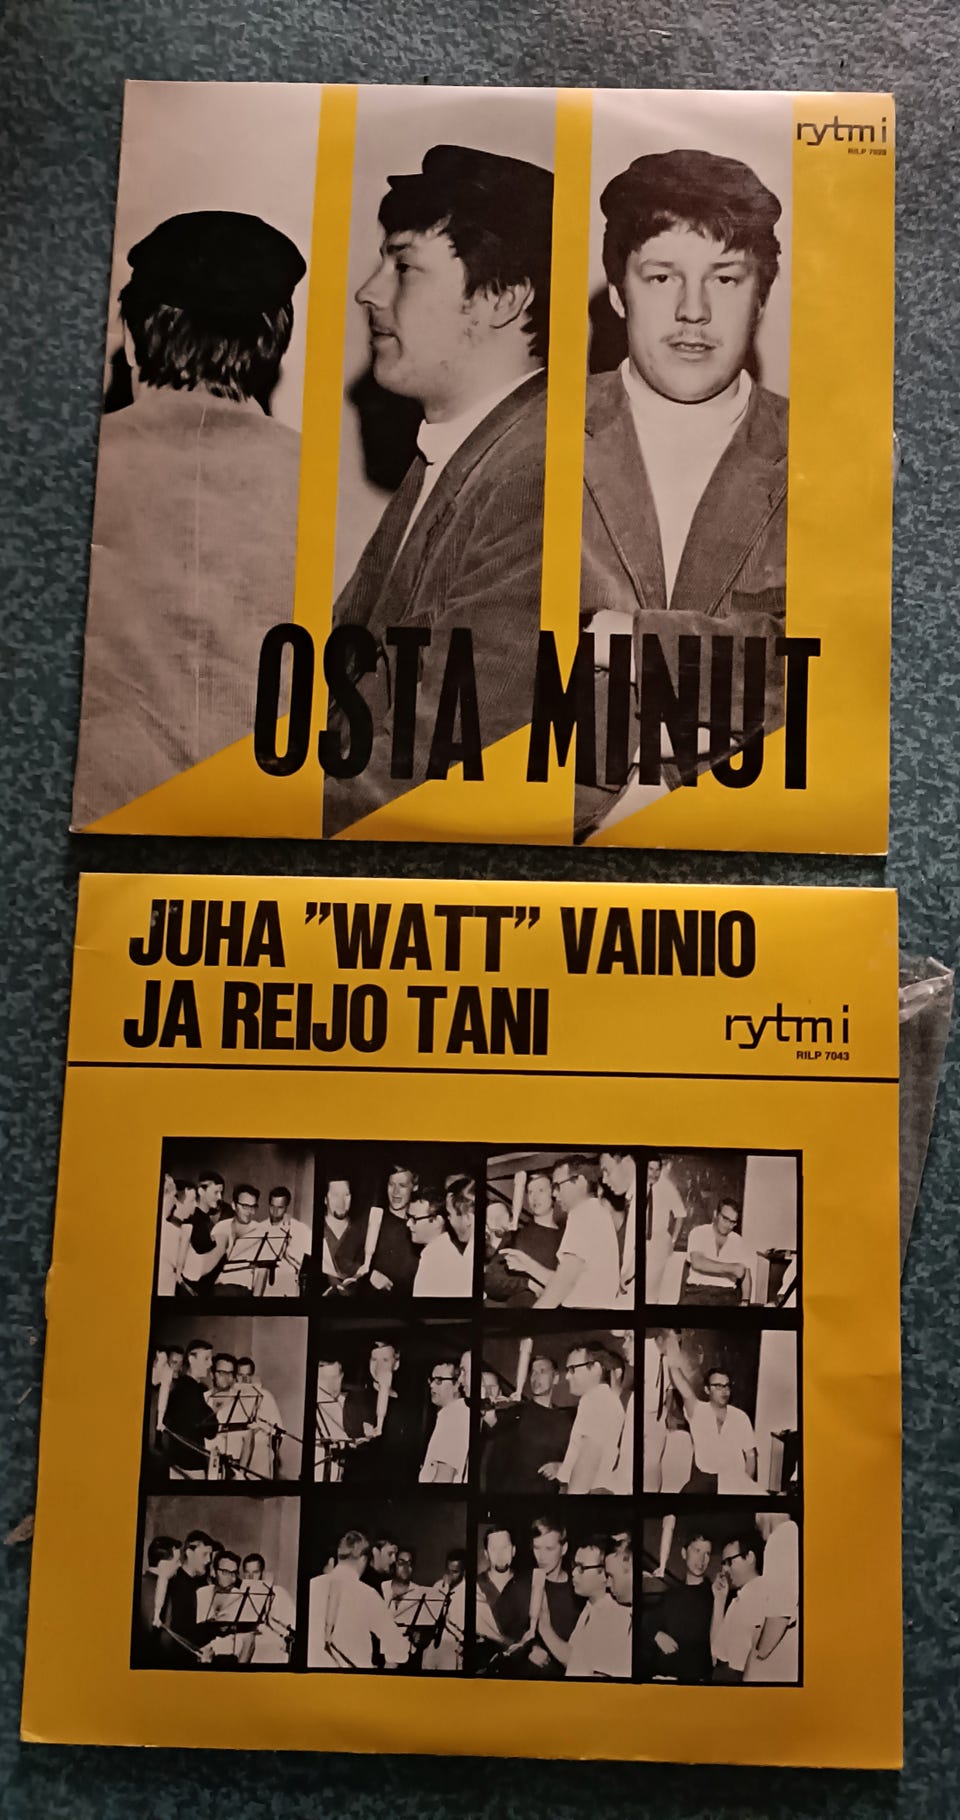 rytmi
OSTA MINUT
JUHA "WATT" VAINIO
JA REIJO TANI
rytmi
RILP 7043